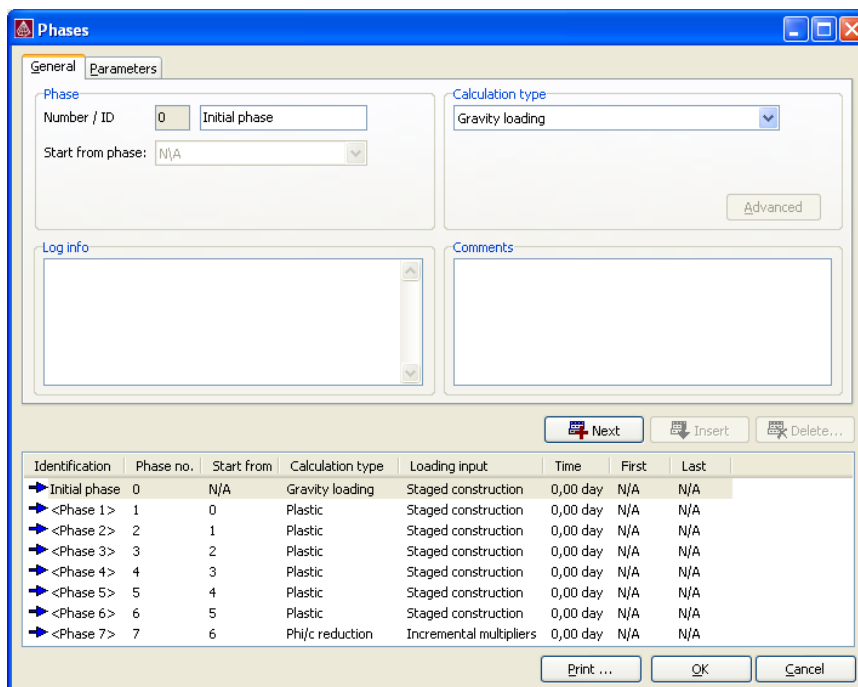 Phases
General Parameters
Phase
Number / ID 0 Initial phase
Start from phase: N\A
Calculation type
Gravity loading
Advanced
Log info
Comments
Next Insert Delete...
Identification Phase no. Start from Calculation type Loading input Time First Last
Initial phase 0 N/A Gravity loading Staged construction 0,00 day N/A N/A
<Phase 1> 1 0 Plastic Staged construction 0,00 day N/A N/A
<Phase 2> 2 1 Plastic Staged construction 0,00 day N/A N/A
<Phase 3> 3 2 Plastic Staged construction 0,00 day N/A N/A
<Phase 4> 4 3 Plastic Staged construction 0,00 day N/A N/A
<Phase 5> 5 4 Plastic Staged construction 0,00 day N/A N/A
<Phase 6> 6 5 Plastic Staged construction 0,00 day N/A N/A
<Phase 7> 7 6 Phi/c reduction Incremental multipliers 0,00 day N/A N/A
Print ... OK Cancel